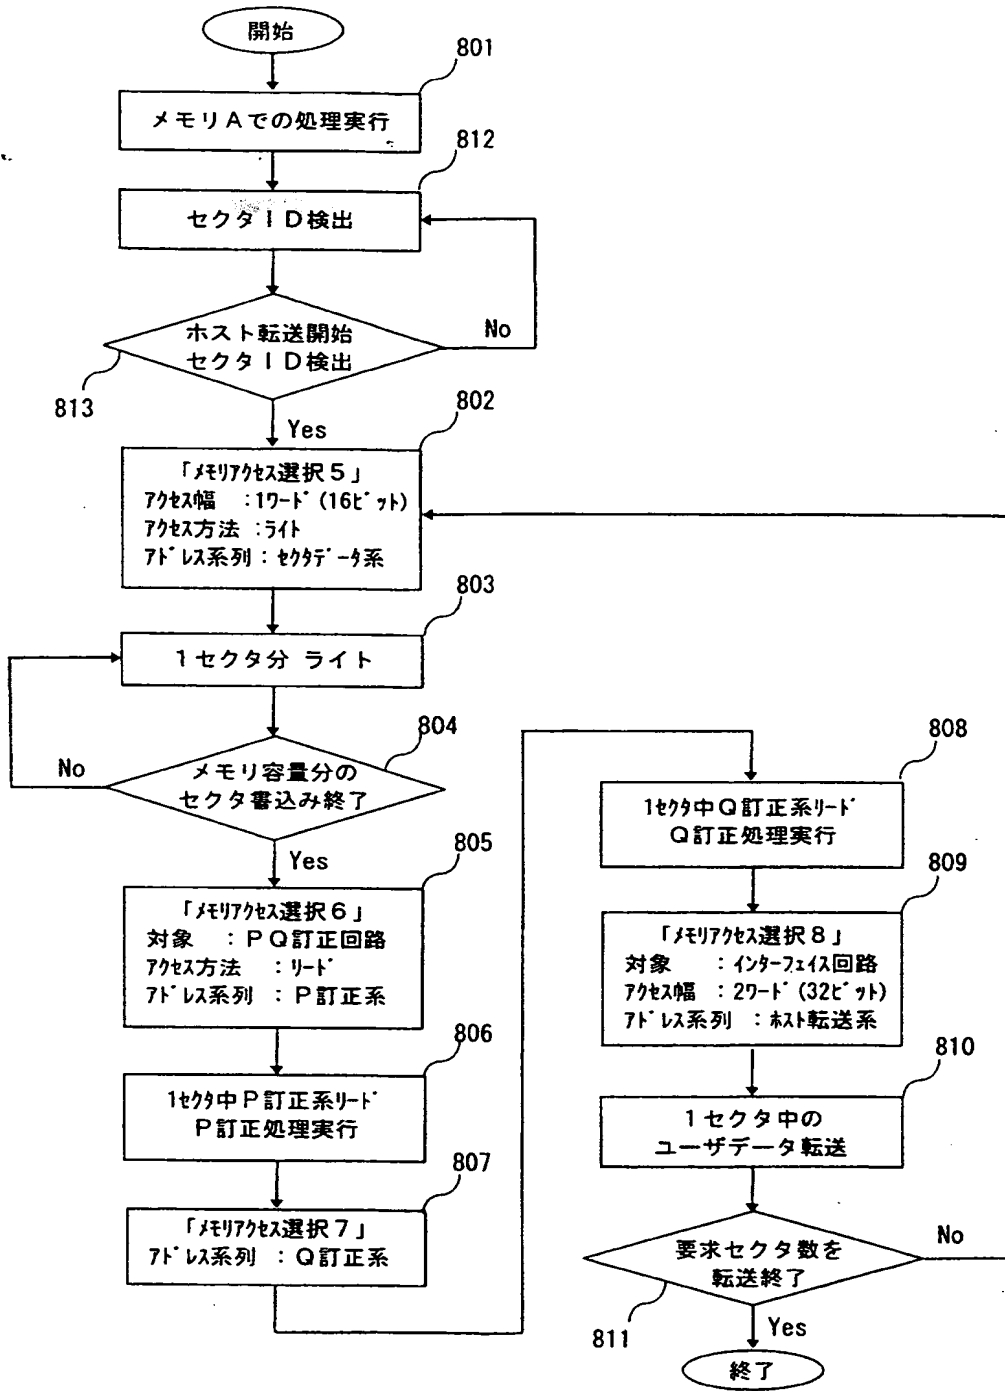 開始
801
メモリAでの処理実行
812
セクタID検出
ホスト転送開始
セクタID検出
No
813
Yes
802
「メモリアクセス選択5」
アクセス幅 :1ワード(16ビット)
アクセス方法:ライト
アドレス系列:セクタデータ系
803
1セクタ分 ライト
804
メモリ容量分の
セクタ書込み終了
No
Yes
805
「メモリアクセス選択6」
対象 :PQ訂正回路
アクセス方法:リード
アドレス系列:P訂正系
806
1セクタ中P訂正系リード
P訂正処理実行
807
「メモリアクセス選択7」
アドレス系列:Q訂正系
808
1セクタ中Q訂正系リード
Q訂正処理実行
809
「メモリアクセス選択8」
対象 :インターフェイス回路
アクセス幅:2ワード(32ビット)
アドレス系列:ホスト転送系
810
1セクタ中の
ユーザデータ転送
要求セクタ数を
転送終了
No
811
Yes
終了